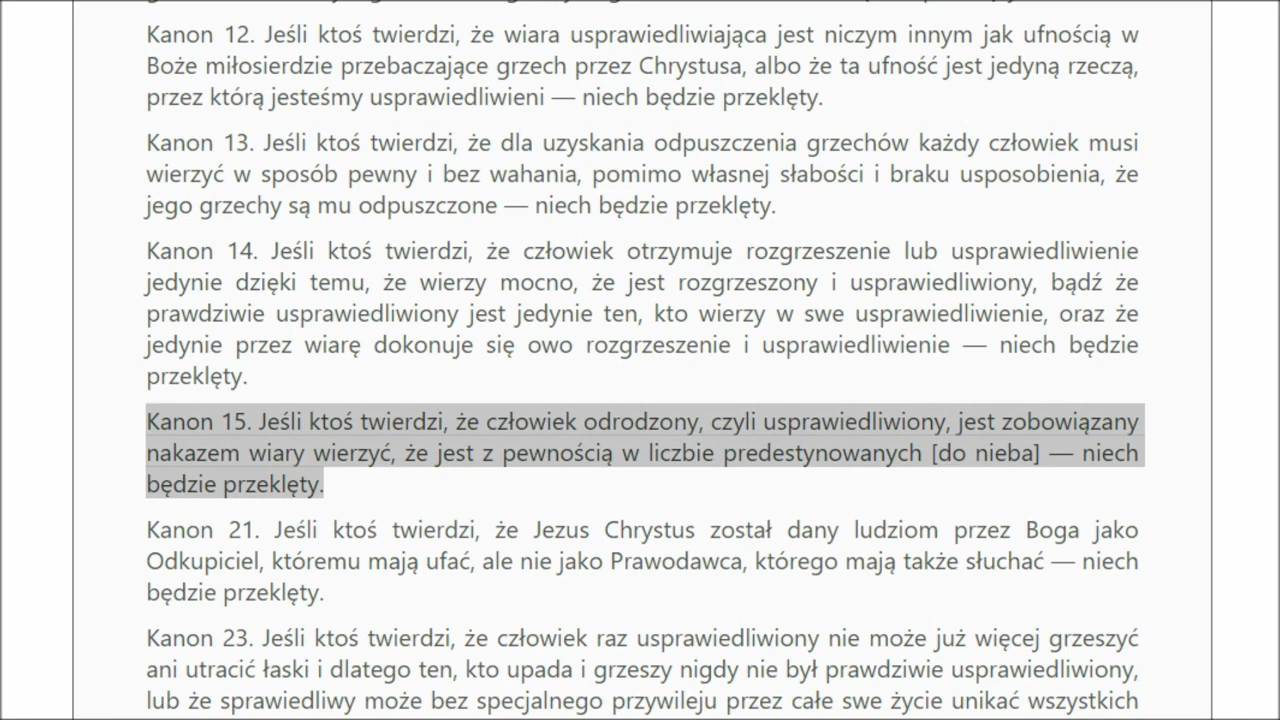 Kanon 12. Jeśli ktoś twierdzi, że wiara usprawiedliwiająca jest niczym innym jak ufnością w
Boże miłosierdzie przebaczające grzech przez Chrystusa, albo że ta ufność jest jedyną rzeczą,
przez którą jesteśmy usprawiedliwieni — niech będzie przeklęty.
Kanon 13. Jeśli ktoś twierdzi, że dla uzyskania odpuszczenia grzechów każdy człowiek musi
wierzyć w sposób pewny i bez wahania, pomimo własnej słabości i braku usposobienia, że
jego grzechy są mu odpuszczone — niech będzie przeklęty.
Kanon 14. Jeśli ktoś twierdzi, że człowiek otrzymuje rozgrzeszenie lub usprawiedliwienie
jedynie dzięki temu, że wierzy mocno, że jest rozgrzeszony i usprawiedliwiony, bądź że
prawdziwie usprawiedliwiony jest jedynie ten, kto wierzy w swe usprawiedliwienie, oraz że
jedynie przez wiarę dokonuje się owo rozgrzeszenie i usprawiedliwienie — niech będzie
przeklęty.
Kanon 15. Jeśli ktoś twierdzi, że człowiek odrodzony, czyli usprawiedliwiony, jest zobowiązany
nakazem wiary wierzyć, że jest z pewnością w liczbie predestynowanych [do nieba] — niech
będzie przeklęty.
Kanon 21. Jeśli ktoś twierdzi, że Jezus Chrystus został dany ludziom przez Boga jako
Odkupiciel, któremu mają ufać, ale nie jako Prawodawca, którego mają także słuchać — niech
będzie przeklęty.
Kanon 23. Jeśli ktoś twierdzi, że człowiek raz usprawiedliwiony nie może już więcej grzeszyć
ani utracić łaski i dlatego ten, kto upada i grzeszy nigdy nie był prawdziwie usprawiedliwiony,
lub że sprawiedliwy może bez specjalnego przywileju przez całe swe życie unikać wszystkich